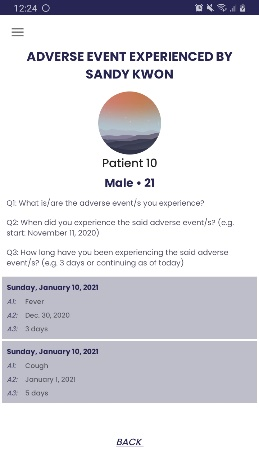 12:24
ADVERSE EVENT EXPERIENCED BY
SANDY KWON
Patient 10
Male • 21
Q1: What is/are the adverse event/s you experience?
Q2: When did you experience the said adverse event/s? (e.g.
start: November 11, 2020)
Q3: How long have you been experiencing the said adverse
event/s? (e.g. 3 days or continuing as of today)
Sunday, January 10, 2021
A1: Fever
A2: Dec. 30, 2020
A3: 3 days
Sunday, January 10, 2021
A1: Cough
A2: January 1, 2021
A3: 5 days
BACK